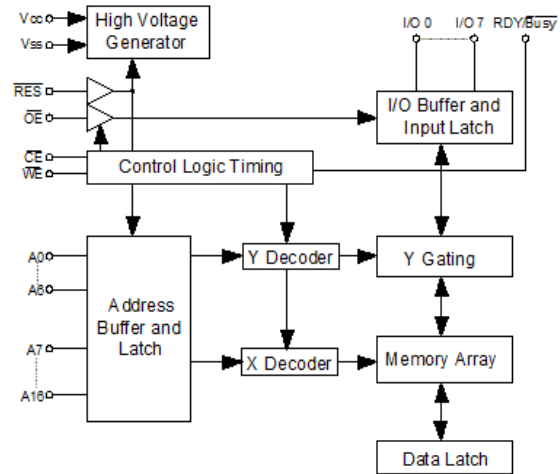 Vcc
High Voltage
Generator
Vss
I/O 0
I/O 7
RDY/Busy
RES
OE
I/O Buffer and
Input Latch
CE
WE
Control Logic Timing
A0
A6
Address
Buffer and
Latch
Y Decoder
Y Gating
A7
A16
X Decoder
Memory Array
Data Latch